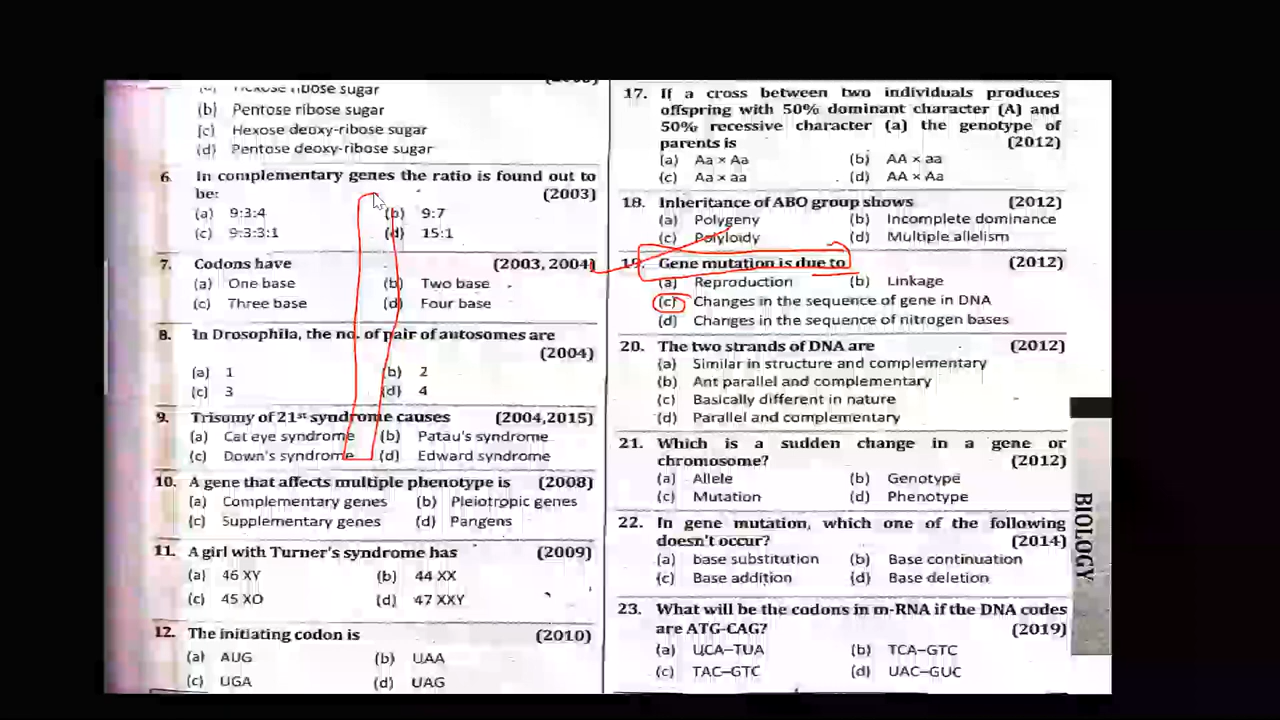 (a) Hexose ribose sugar
(b) Pentose ribose sugar
(c) Hexose deoxy-ribose sugar
(d) Pentose deoxy-ribose sugar
6. In complementary genes the ratio is found out to
be: (2003)
(a) 9:3:4 (b) 9:7
(c) 9:3:3:1 (d) 15:1
7. Codons have (2003, 2004)
(a) One base (b) Two base
(c) Three base (d) Four base
8. In Drosophila, the no. of pair of autosomes are
(2004)
(a) 1 (b) 2
(c) 3 (d) 4
9. Trisomy of 21st syndrome causes (2004,2015)
(a) Cat eye syndrome (b) Patau's syndrome
(c) Down's syndrome (d) Edward syndrome
10. A gene that affects multiple phenotype is (2008)
(a) Complementary genes (b) Pleiotropic genes
(c) Supplementary genes (d) Pangens
11. A girl with Turner's syndrome has (2009)
(a) 46 XY (b) 44 XX
(c) 45 XO (d) 47 XXY
12. The initiating codon is (2010)
(a) AUG (b) UAA
(c) UGA (d) UAG
17. If a cross between two individuals produces
offspring with 50% dominant character (A) and
50% recessive character (a) the genotype of
parents is (2012)
(a) Aa × Aa (b) AA × aa
(c) Aa × aa (d) AA × Aa
18. Inheritance of ABO group shows (2012)
(a) Polygeny (b) Incomplete dominance
(c) Polyloidy (d) Multiple allelism
19. Gene mutation is due to (2012)
(a) Reproduction (b) Linkage
(c) Changes in the sequence of gene in DNA
(d) Changes in the sequence of nitrogen bases
20. The two strands of DNA are (2012)
(a) Similar in structure and complementary
(b) Ant parallel and complementary
(c) Basically different in nature
(d) Parallel and complementary
21. Which is a sudden change in a gene or
chromosome? (2012)
(a) Allele (b) Genotype
(c) Mutation (d) Phenotype
22. In gene mutation, which one of the following
doesn't occur? (2014)
(a) base substitution (b) Base continuation
(c) Base addition (d) Base deletion
23. What will be the codons in m-RNA if the DNA codes
are ATG-CAG? (2019)
(a) UCA–TUA (b) TCA–GTC
(c) TAC–GTC (d) UAC–GUC
BIOLOGY